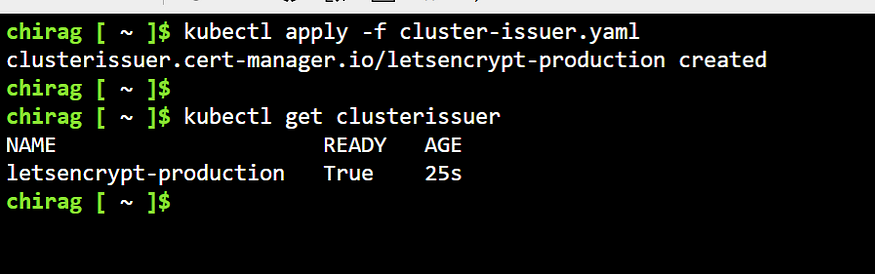 chirag [ ~ ]$ kubectl apply -f cluster-issuer.yaml
clusterissuer.cert-manager.io/letsencrypt-production created
chirag [ ~ ]$
chirag [ ~ ]$ kubectl get clusterissuer
NAME                     READY   AGE
letsencrypt-production   True    25s
chirag [ ~ ]$